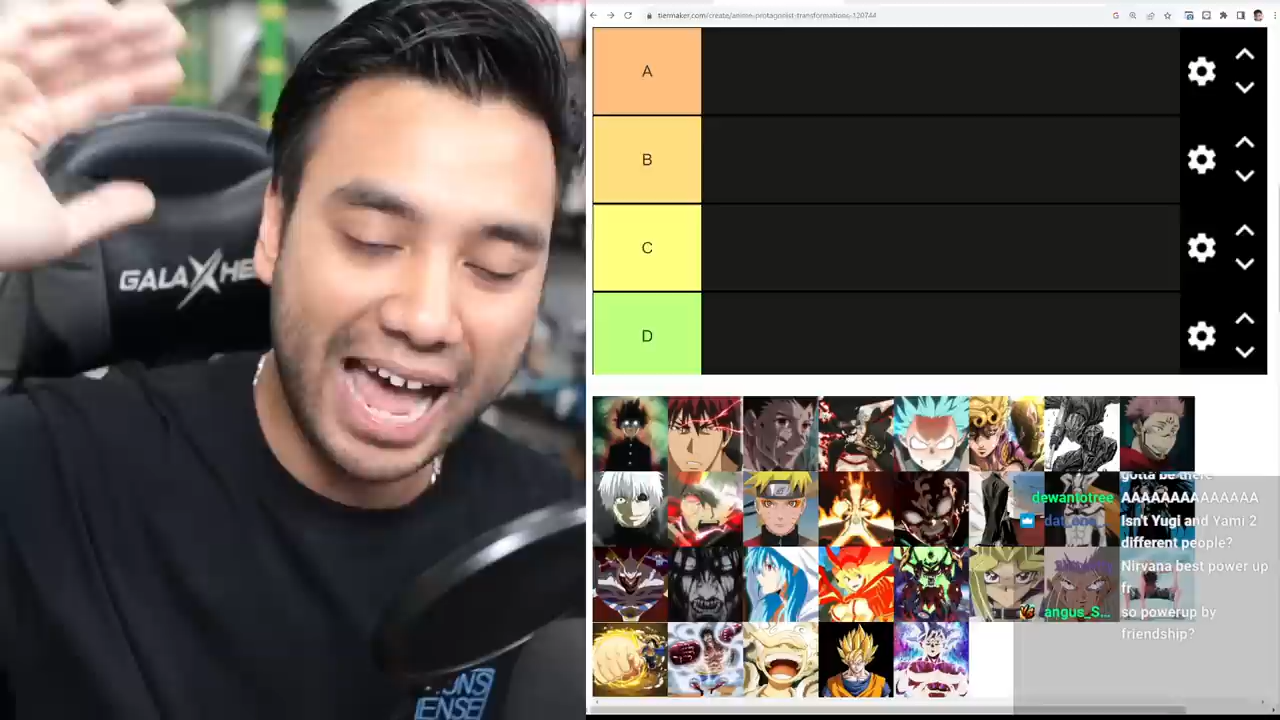 tiermaker.com/create/anime-protagonist-transformations-120744
A
B
C
D
GALAX
gotta be there
dewantotree AAAAAAAAAAAAAA
Isn't Yugi and Yami 2
different people?
Nirvana best power up
fr
angus_S... so powerup by
friendship?